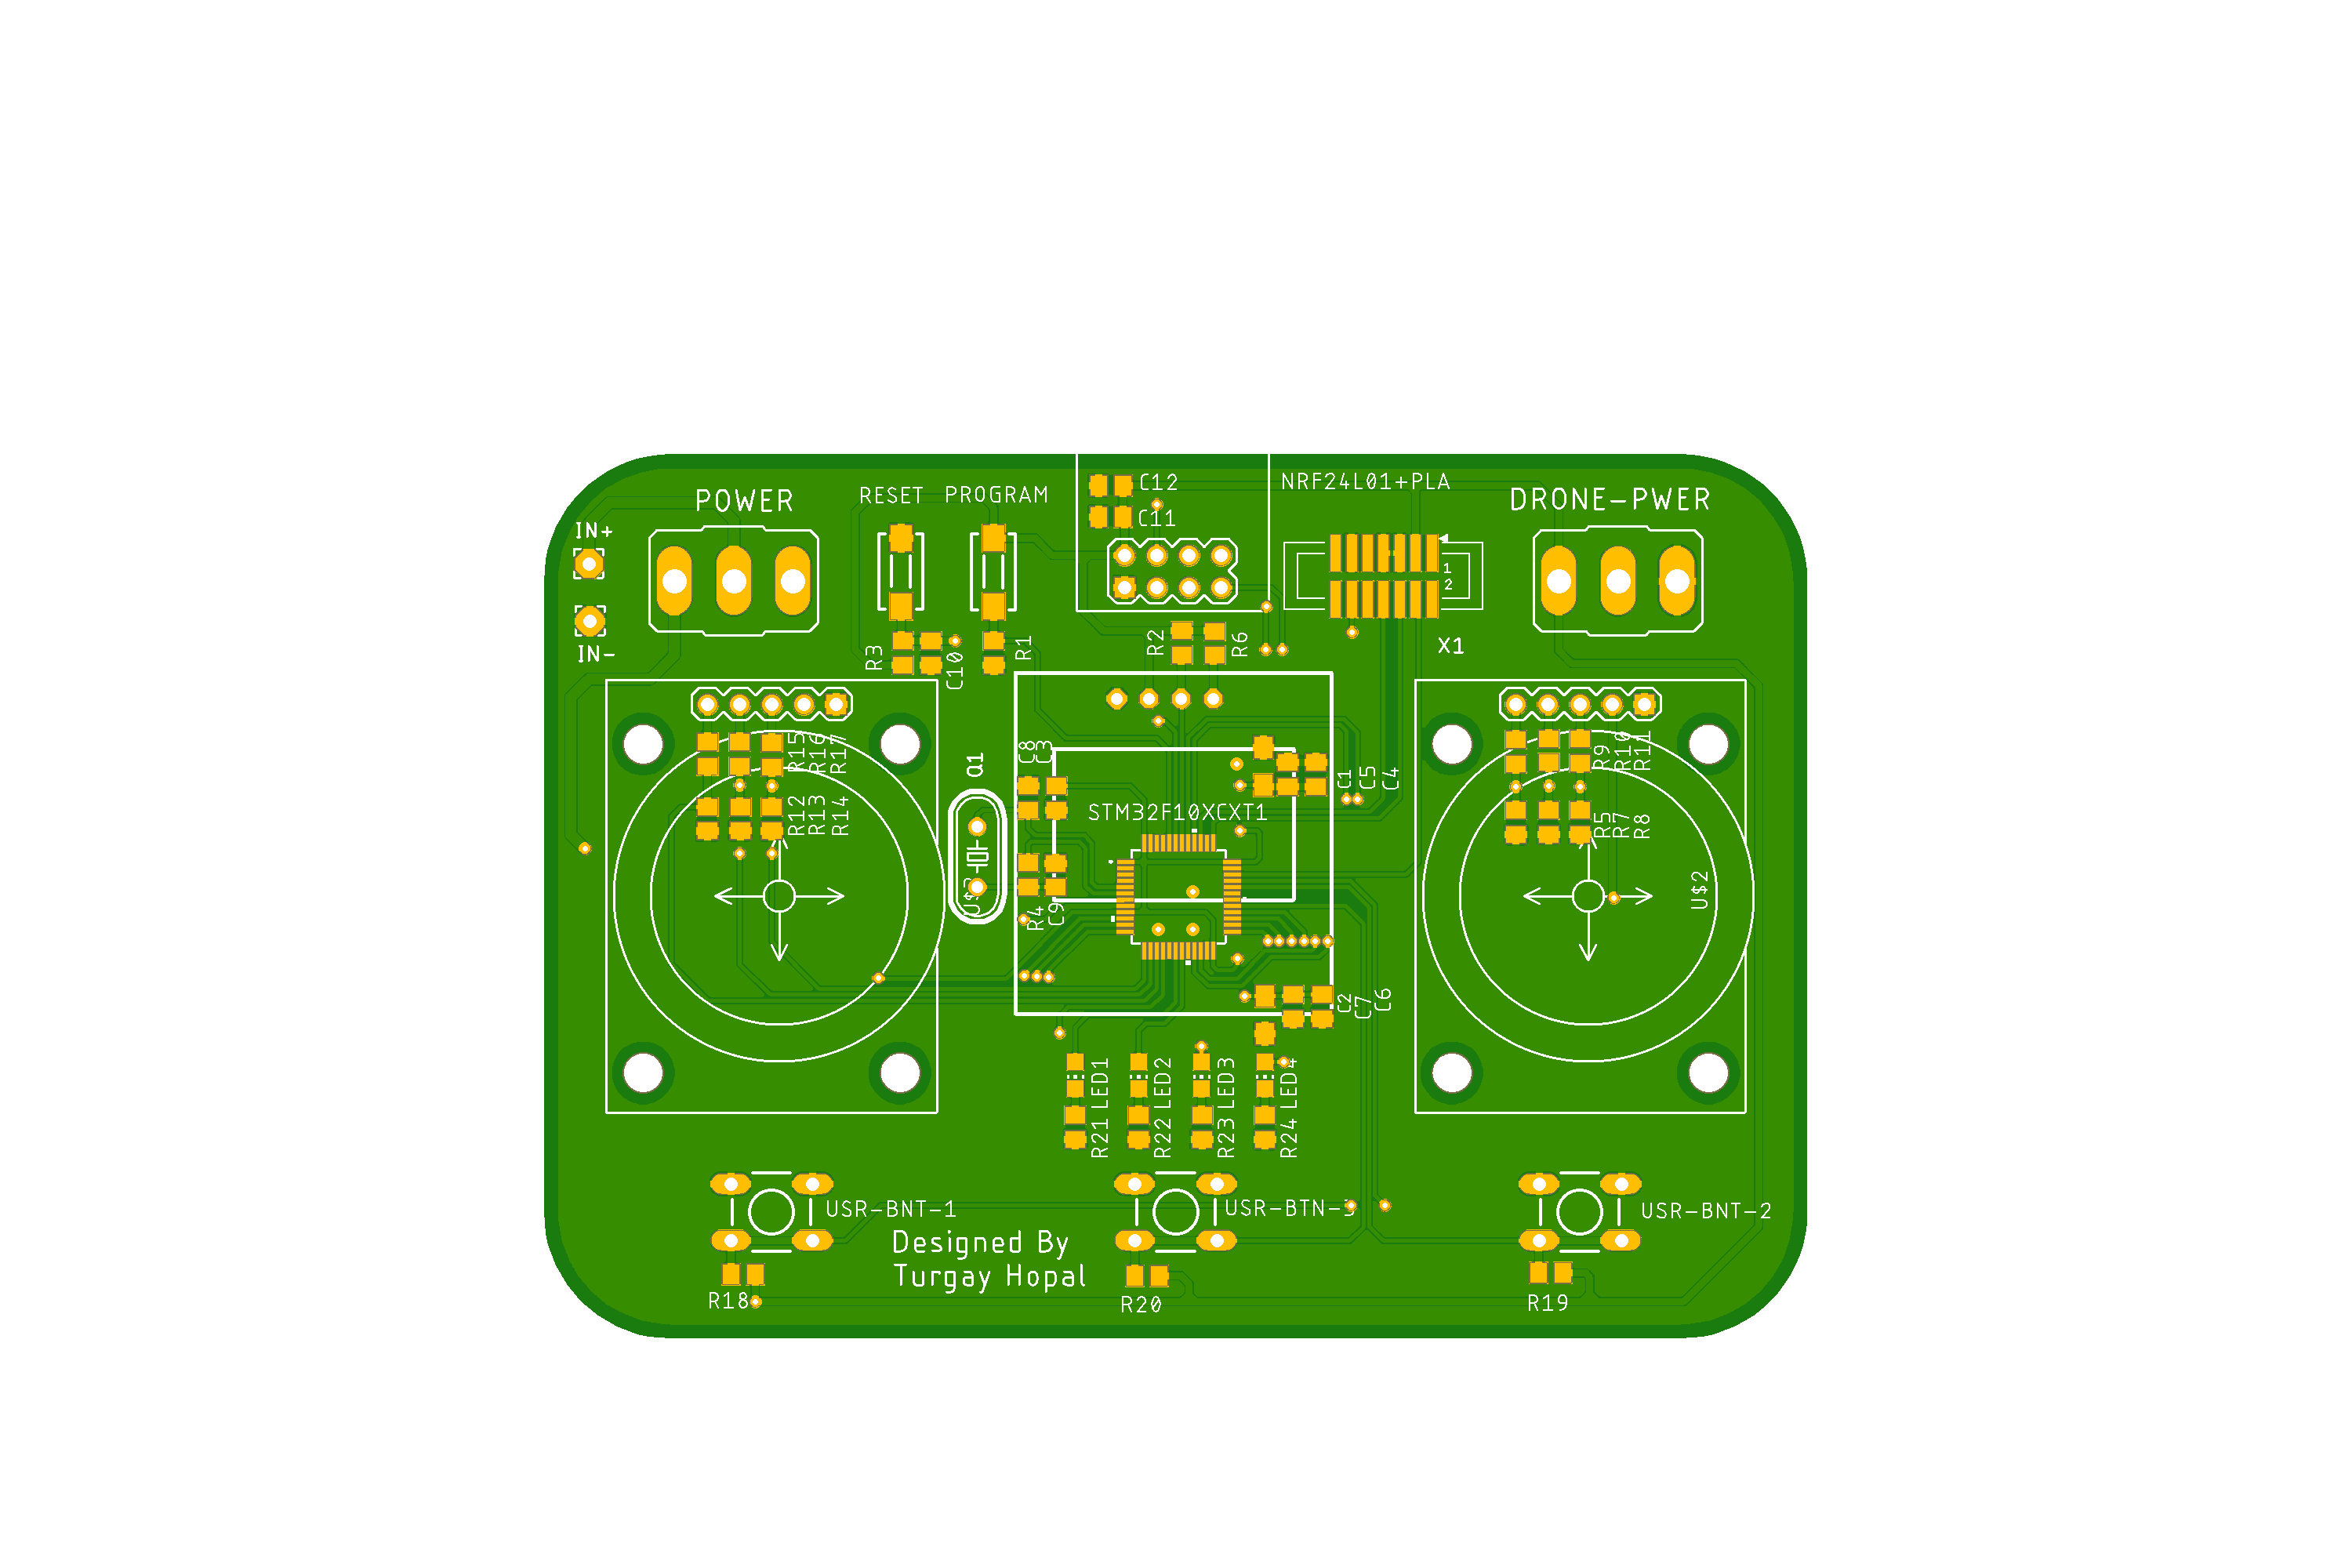 POWER
RESET
PROGRAM
C12
C11
NRF24L01+PLA
DRONE-PWER
IN+
IN-
1
2
X1
R3
C10
R1
R2
R6
R15
R16
R17
R12
R13
R14
Q1
C8
C3
C1
C5
C4
STM32F10XCXT1
R4
C9
R9
R10
R11
R5
R7
R8
U$2
C2
C7
C6
LED1
LED2
LED3
LED4
R21
R22
R23
R24
USR-BNT-1
USR-BTN-3
USR-BNT-2
Designed By
Turgay Hopal
R18
R20
R19